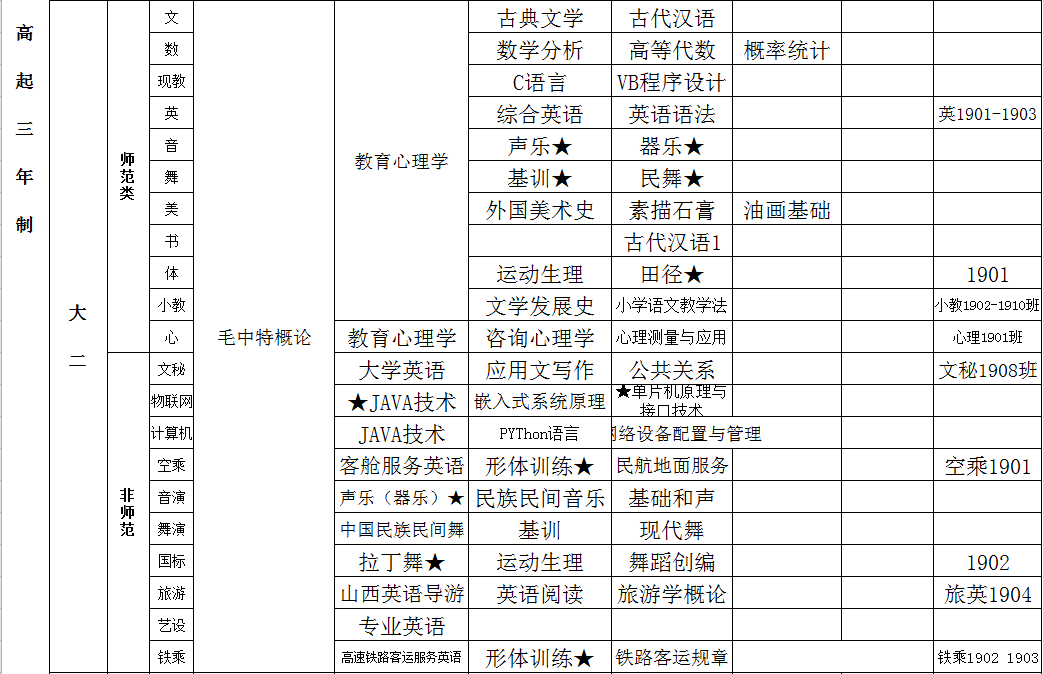 高起三年制
大二
师范类
毛中特概论
教育心理学
文 古典文学 古代汉语
数 数学分析 高等代数 概率统计
现教 C语言 VB程序设计
英 综合英语 英语语法 英1901-1903
音 声乐★ 器乐★
舞 基训★ 民舞★
美 外国美术史 素描石膏 油画基础
书 古代汉语1
体 运动生理 田径★ 1901
小教 文学发展史 小学语文教学法 小教1902-1910班
心 教育心理学 咨询心理学 心理测量与应用 心理1901班
非师范
文秘 大学英语 应用文写作 公共关系 文秘1908班
物联网 ★JAVA技术 嵌入式系统原理 ★单片机原理与
接口技术
计算机 JAVA技术 PYThon语言 网络设备配置与管理
空乘 客舱服务英语 形体训练★ 民航地面服务 空乘1901
音演 声乐（器乐）★ 民族民间音乐 基础和声
舞演 中国民族民间舞 基训 现代舞
国标 拉丁舞★ 运动生理 舞蹈创编 1902
旅游 山西英语导游 英语阅读 旅游学概论 旅英1904
艺设 专业英语
铁乘 高速铁路客运服务英语 形体训练★ 铁路客运规章 铁乘1902 1903